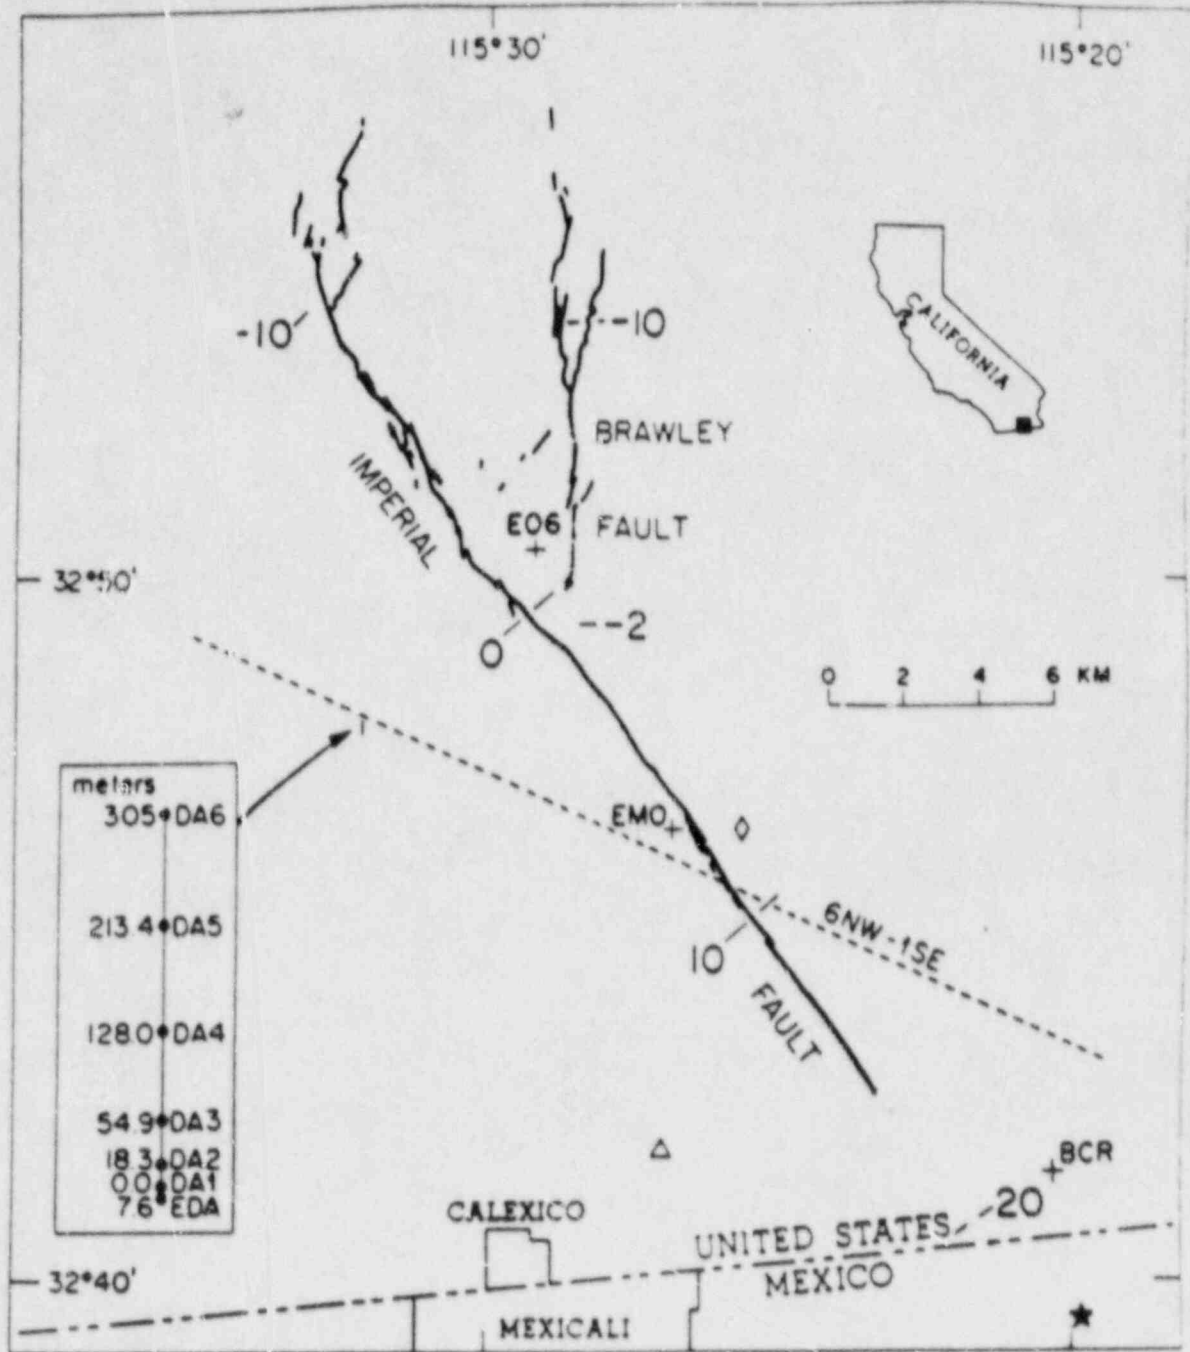 115°30'
115°20'
-10
-10
CALIFORNIA
BRAWLEY
IMPERIAL
E06
FAULT
32°50'
0
2
0 2 4 6 KM
meters
305 DA6
EMO
213.4 DA5
6NW-1SE
10
FAULT
128.0 DA4
54.9 DA3
18.3 DA2
0.0 DA1
7.6 EDA
BCR
20
CALEXICO
UNITED STATES
MEXICO
32°40'
MEXICALI